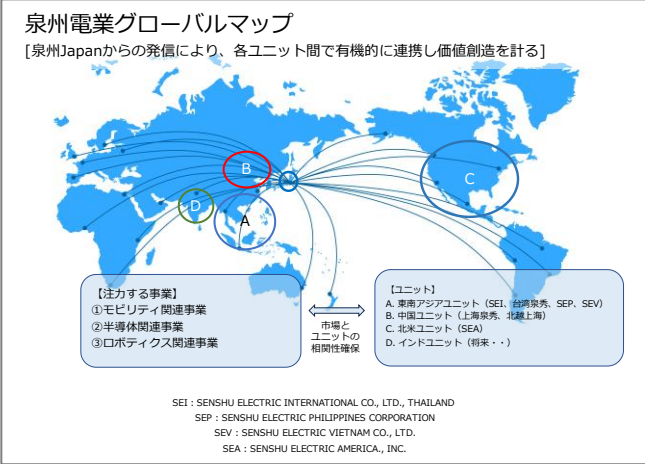 泉州電業グローバルマップ
[泉州Japanからの発信により、各ユニット間で有機的に連携し価値創造を計る]
B
C
D
A
【注力する事業】
①モビリティ関連事業
②半導体関連事業
③ロボティクス関連事業
市場と
ユニットの
相関性確保
【ユニット】
A. 東南アジアユニット（SEI、台湾泉秀、SEP、SEV）
B. 中国ユニット（上海泉秀、北越上海）
C. 北米ユニット（SEA）
D. インドユニット（将来・・）
SEI : SENSHU ELECTRIC INTERNATIONAL CO., LTD., THAILAND
SEP : SENSHU ELECTRIC PHILIPPINES CORPORATION
SEV : SENSHU ELECTRIC VIETNAM CO., LTD.
SEA : SENSHU ELECTRIC AMERICA., INC.